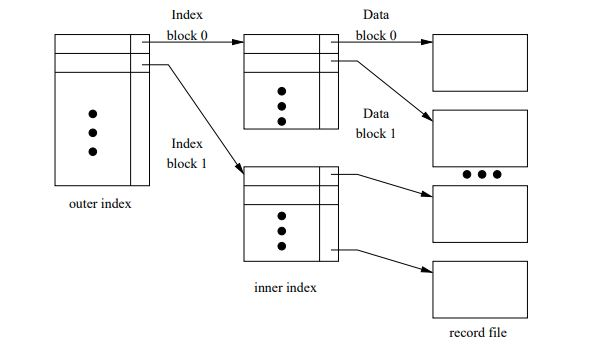 Index
block 0
Data
block 0
Index
block 1
Data
block 1
outer index
inner index
record file